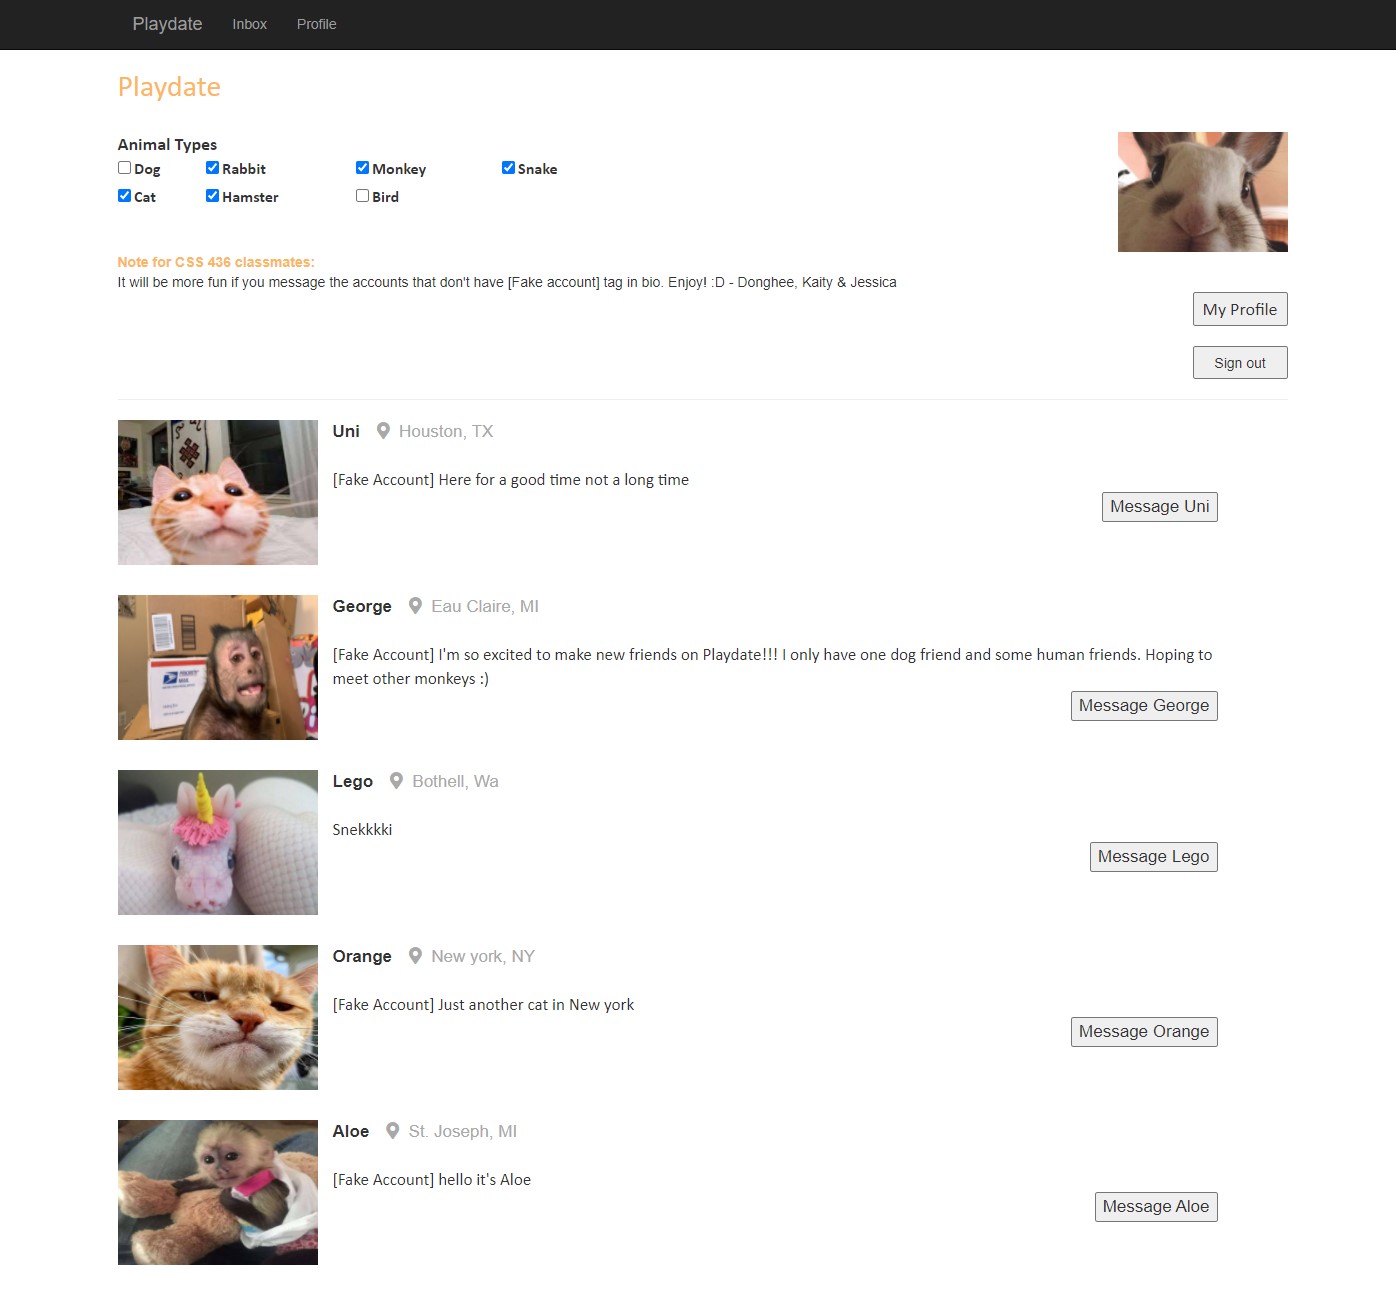 Playdate Inbox Profile
Playdate
Animal Types
Dog Rabbit Monkey Snake
Cat Hamster Bird
Note for CSS 436 classmates:
It will be more fun if you message the accounts that don't have [Fake account] tag in bio. Enjoy! :D - Donghee, Kaity & Jessica
My Profile
Sign out
Uni Houston, TX
[Fake Account] Here for a good time not a long time
Message Uni
George Eau Claire, MI
[Fake Account] I'm so excited to make new friends on Playdate!!! I only have one dog friend and some human friends. Hoping to
meet other monkeys :)
Message George
Lego Bothell, Wa
Snekkkki
Message Lego
Orange New york, NY
[Fake Account] Just another cat in New york
Message Orange
Aloe St. Joseph, MI
[Fake Account] hello it's Aloe
Message Aloe